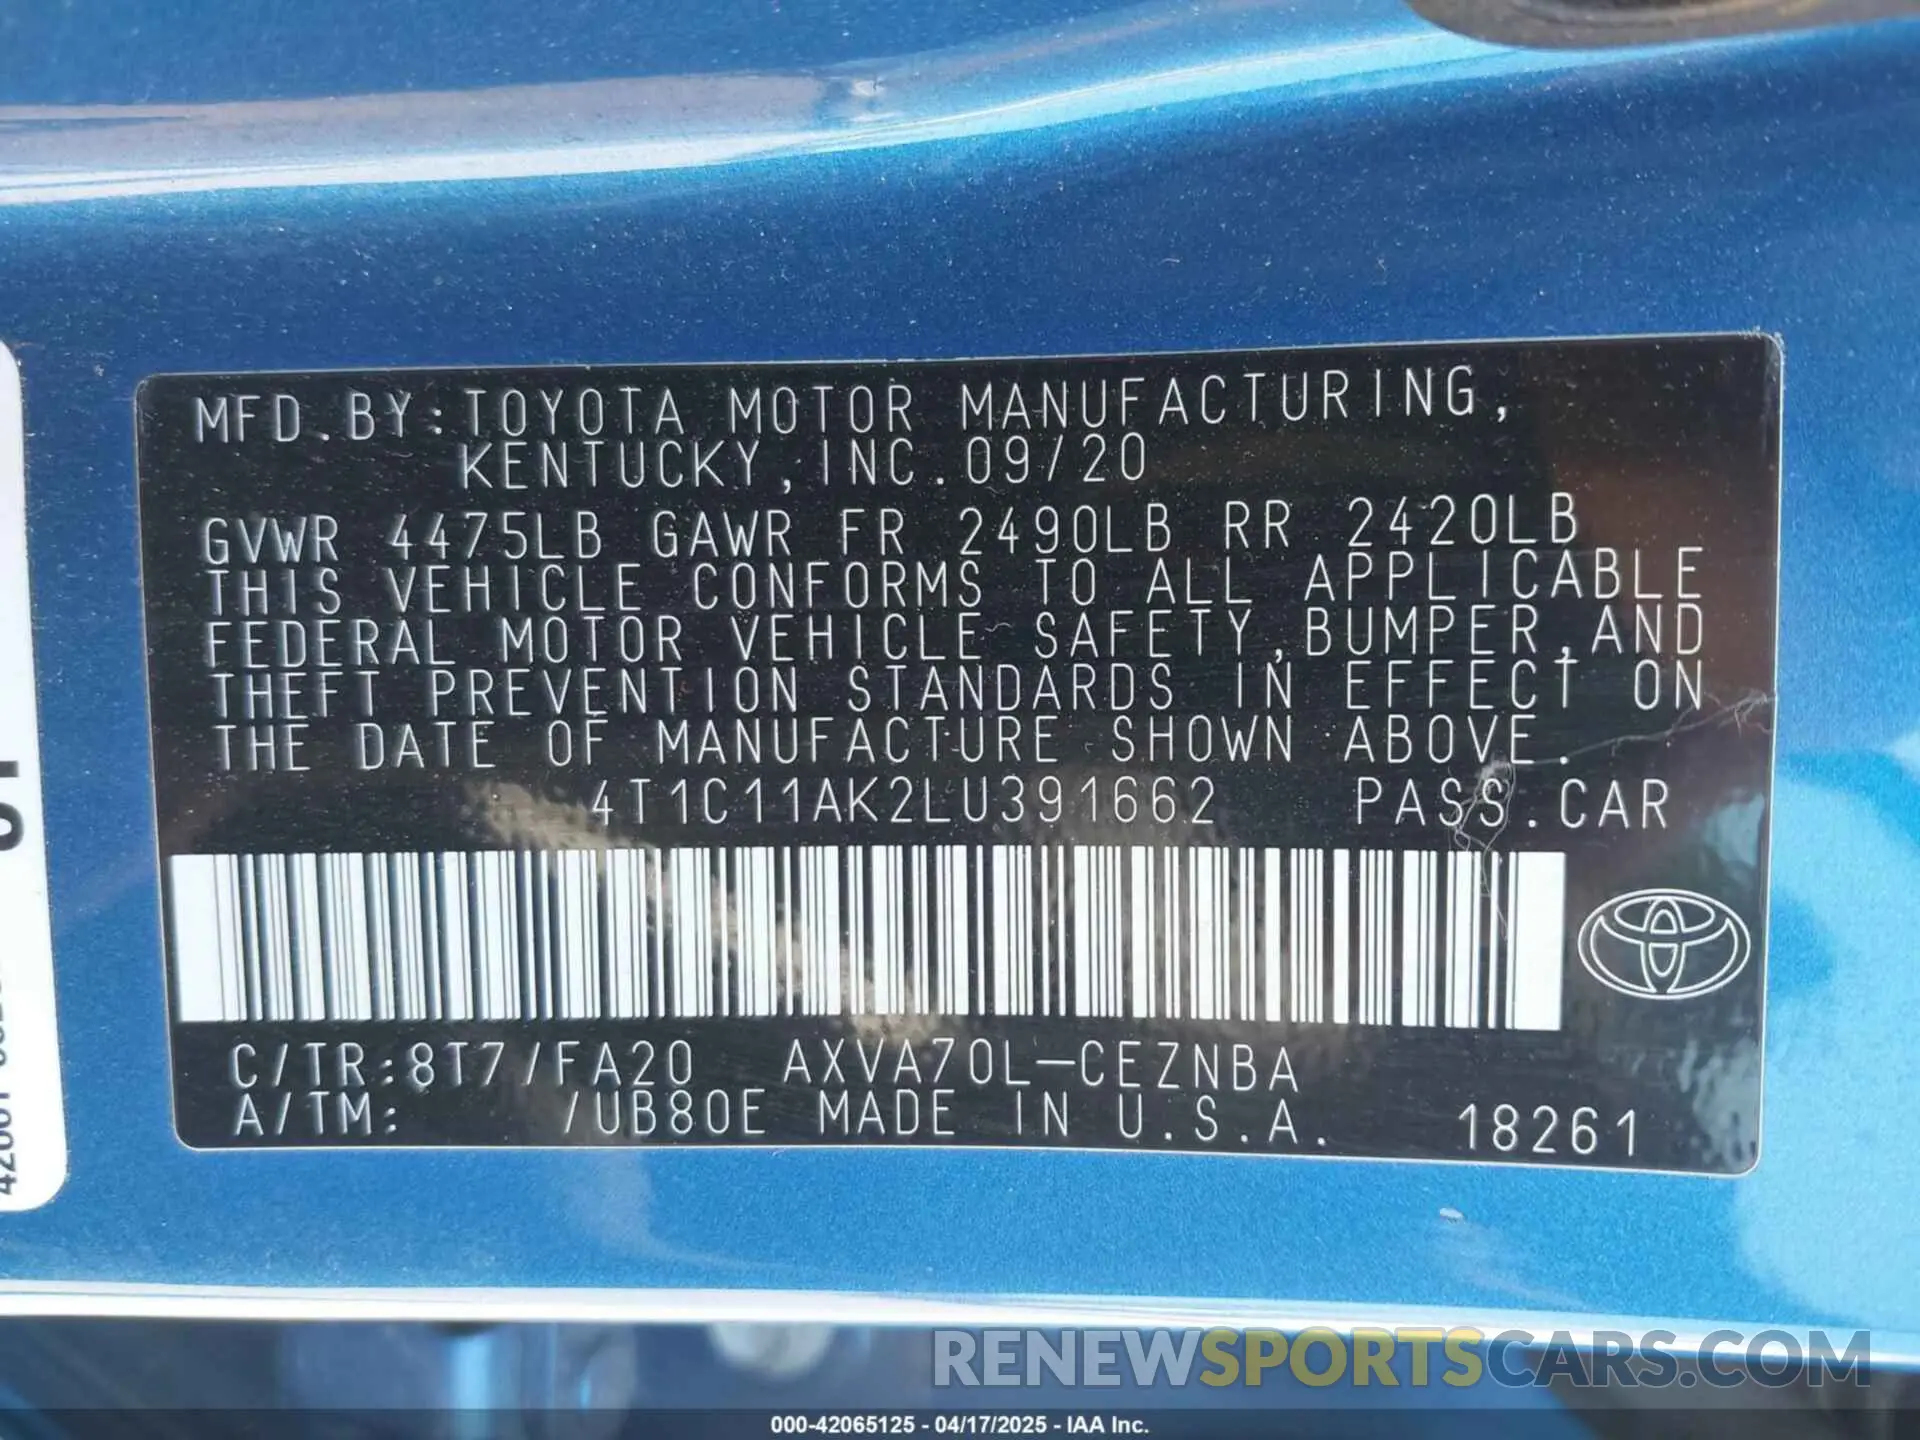 MFD.BY:TOYOTA MOTOR MANUFACTURING,
KENTUCKY,INC.09/20
GVWR 4475LB GAWR FR 2490LB RR 2420LB
THIS VEHICLE CONFORMS TO ALL APPLICABLE
FEDERAL MOTOR VEHICLE SAFETY,BUMPER,AND
THEFT PREVENTION STANDARDS IN EFFECT ON
THE DATE OF MANUFACTURE SHOWN ABOVE.
4T1C11AK2LU391662 PASS.CAR
C/TR:8T7/FA20 AXVA70L-CEZNBA
A/TM: /UB80E MADE IN U.S.A. 18261
RENEWSPORTSCARS.COM
000-42065125 - 04/17/2025 - IAA Inc.